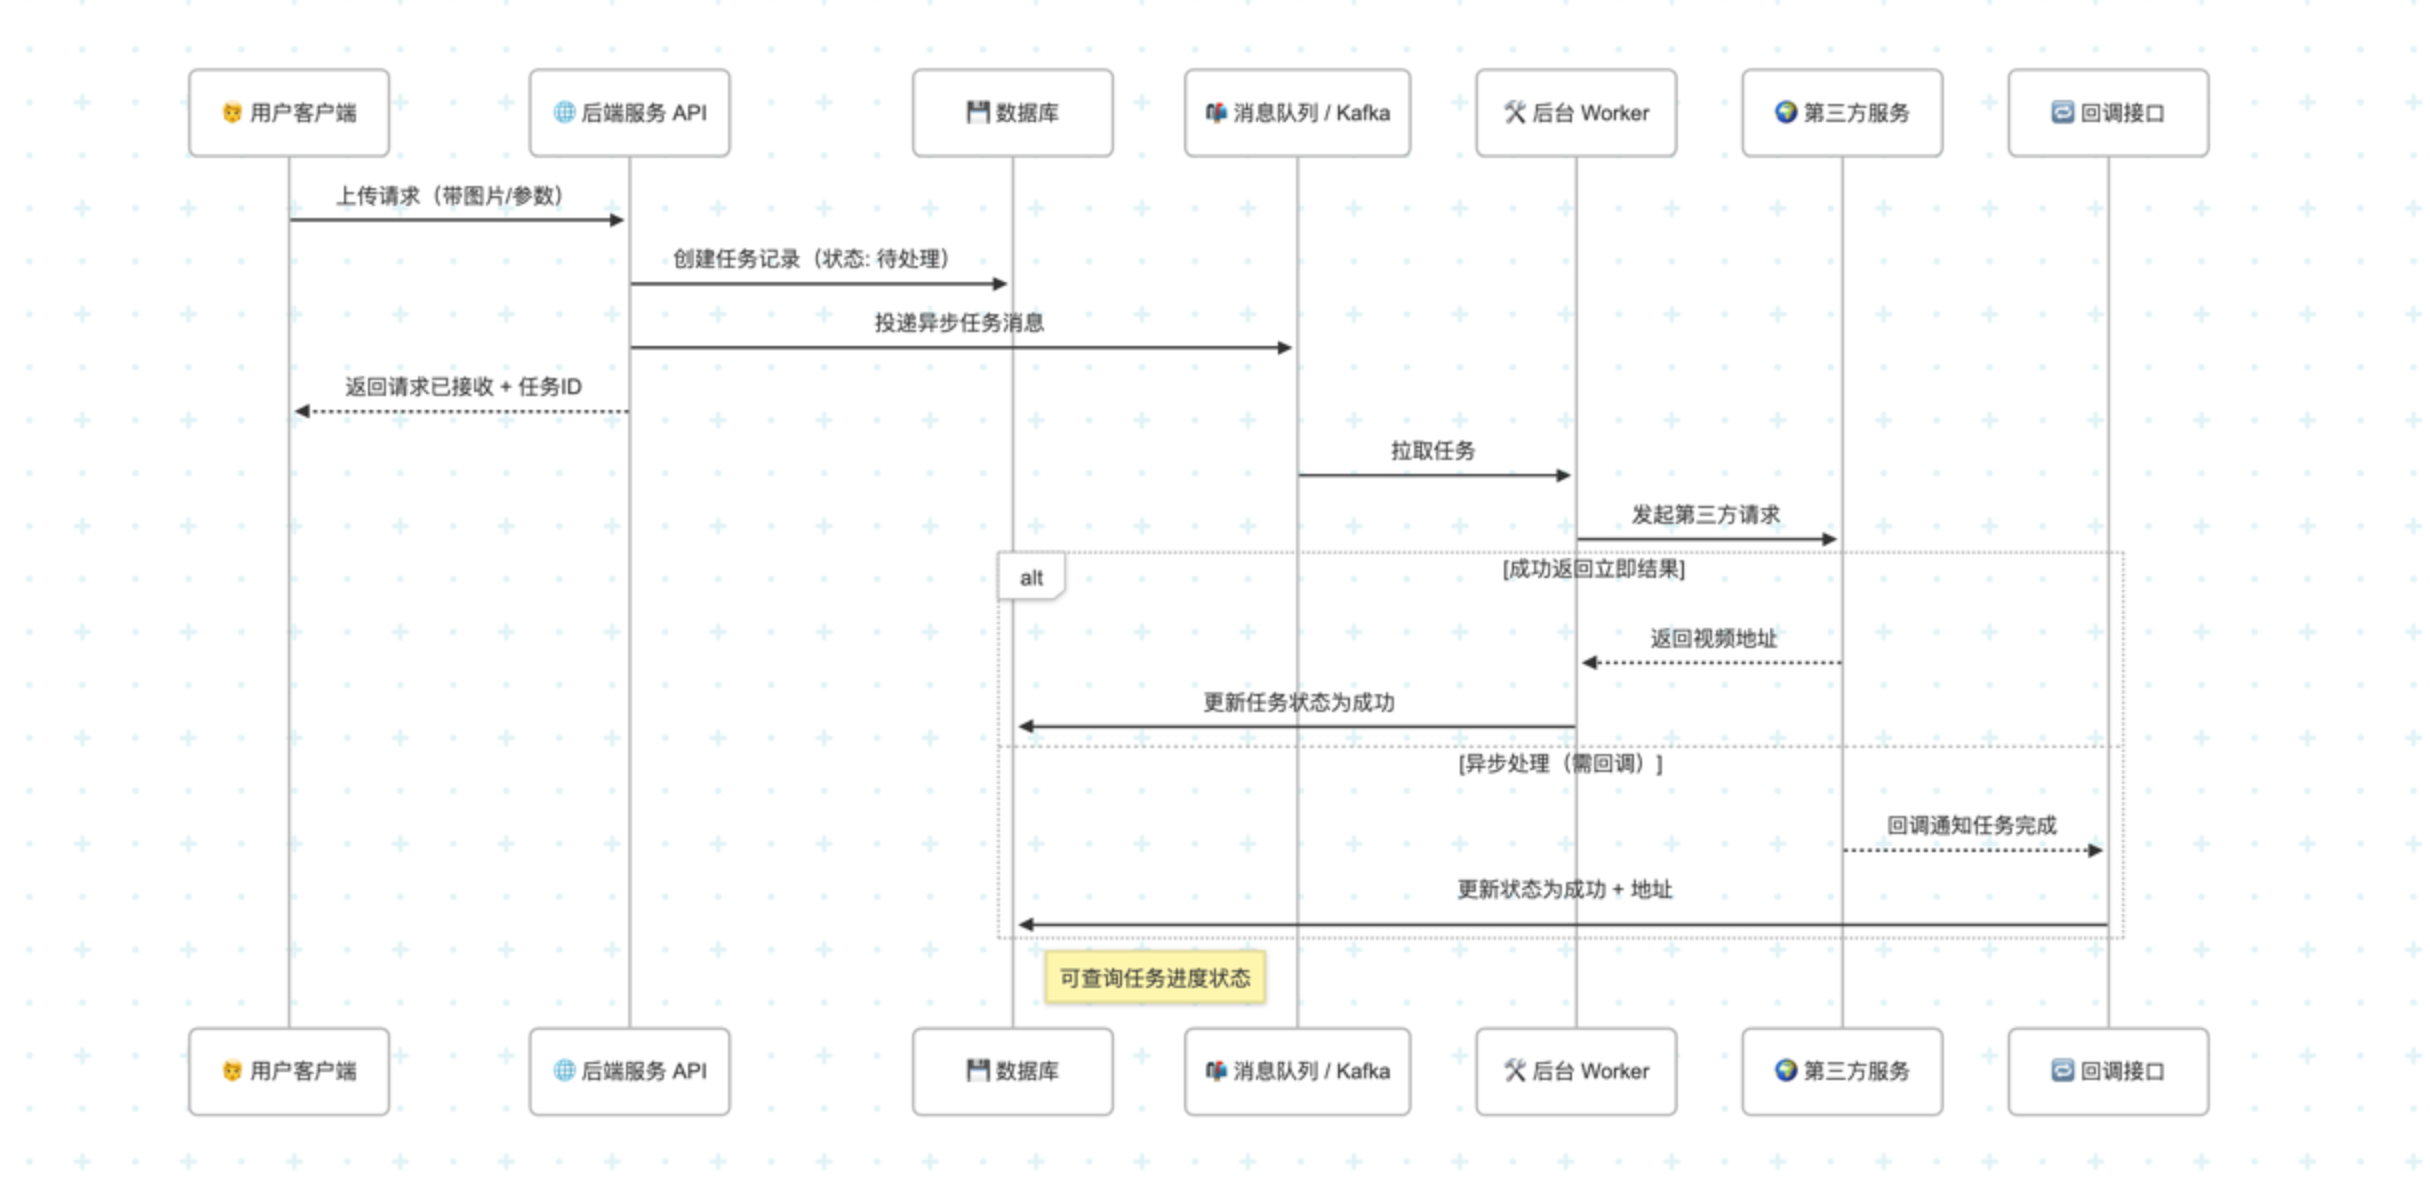 用户客户端
后端服务 API
数据库
消息队列 / Kafka
后台 Worker
第三方服务
回调接口
上传请求（带图片/参数）
创建任务记录（状态: 待处理）
投递异步任务消息
返回请求已接收 + 任务ID
拉取任务
发起第三方请求
alt
[成功返回立即结果]
返回视频地址
更新任务状态为成功
[异步处理（需回调）]
回调通知任务完成
更新状态为成功 + 地址
可查询任务进度状态
用户客户端
后端服务 API
数据库
消息队列 / Kafka
后台 Worker
第三方服务
回调接口